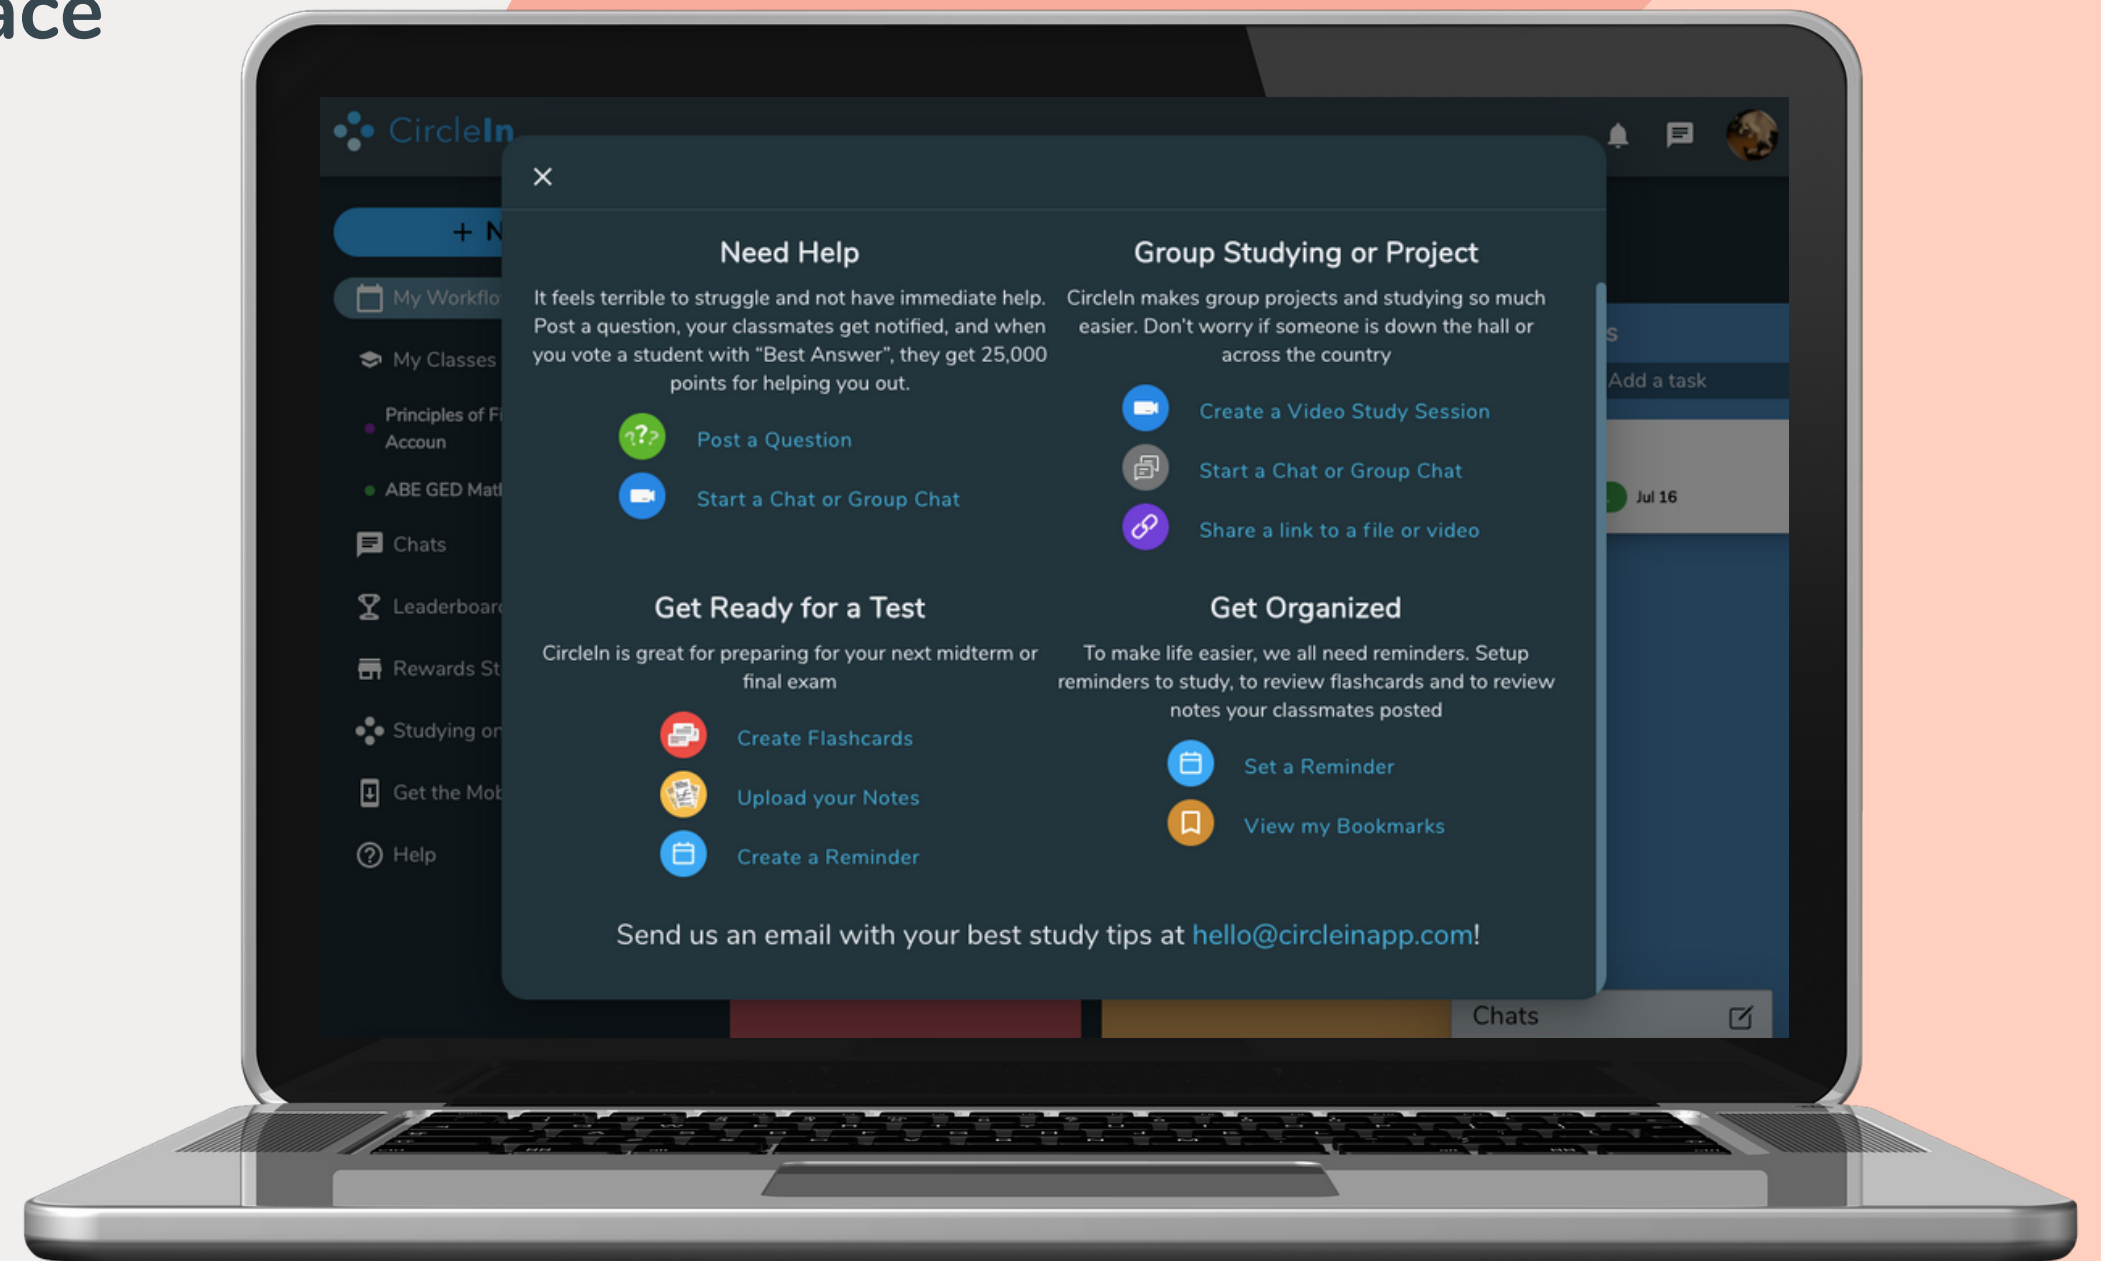 CircleIn
Need Help
It feels terrible to struggle and not have immediate help.
Post a question, your classmates get notified, and when
you vote a student with “Best Answer”, they get 25,000
points for helping you out.
Post a Question
Start a Chat or Group Chat
Group Studying or Project
CircleIn makes group projects and studying so much
easier. Don't worry if someone is down the hall or
across the country
Create a Video Study Session
Start a Chat or Group Chat
Share a link to a file or video
Get Ready for a Test
CircleIn is great for preparing for your next midterm or
final exam
Create Flashcards
Upload your Notes
Create a Reminder
Get Organized
To make life easier, we all need reminders. Setup
reminders to study, to review flashcards and to review
notes your classmates posted
Set a Reminder
View my Bookmarks
Send us an email with your best study tips at hello@circleinapp.com!
My
My Classes
Principles of
Accoun
ABE GED
Chats
Rewards
Studying
Get the
Help
Add a task
Jul 16
Chats